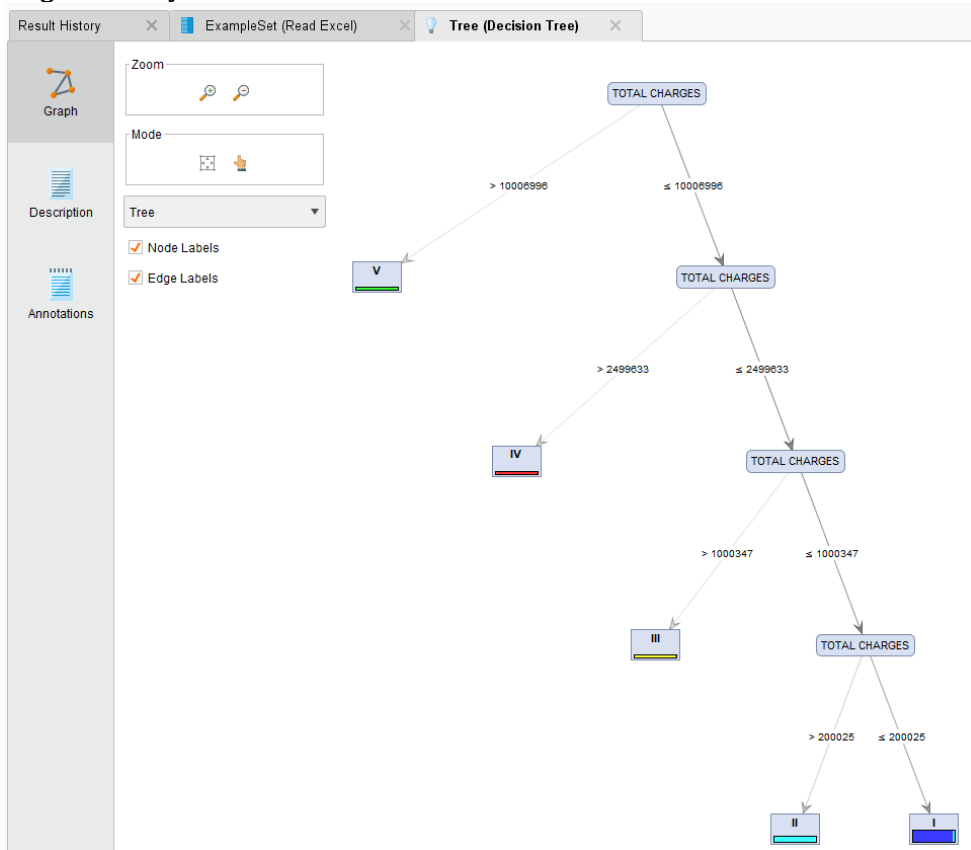 Result History
ExampleSet (Read Excel)
Tree (Decision Tree)
Graph
Description
Annotations
Zoom
Mode
Tree
Node Labels
Edge Labels
TOTAL CHARGES
> 10006996
≤ 10006996
V
TOTAL CHARGES
> 2499633
≤ 2499633
IV
TOTAL CHARGES
> 1000347
≤ 1000347
III
TOTAL CHARGES
> 200025
≤ 200025
II
I